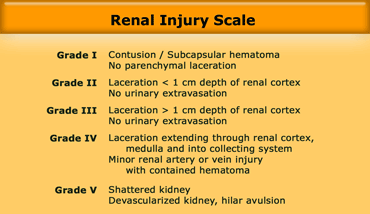 Renal Injury Scale
Grade I Contusion / Subcapsular hematoma
No parenchymal laceration
Grade II Laceration < 1 cm depth of renal cortex
No urinary extravasation
Grade III Laceration > 1 cm depth of renal cortex
No urinary extravasation
Grade IV Laceration extending through renal cortex,
medulla and into collecting system
Minor renal artery or vein injury
with contained hematoma
Grade V Shattered kidney
Devascularized kidney, hilar avulsion